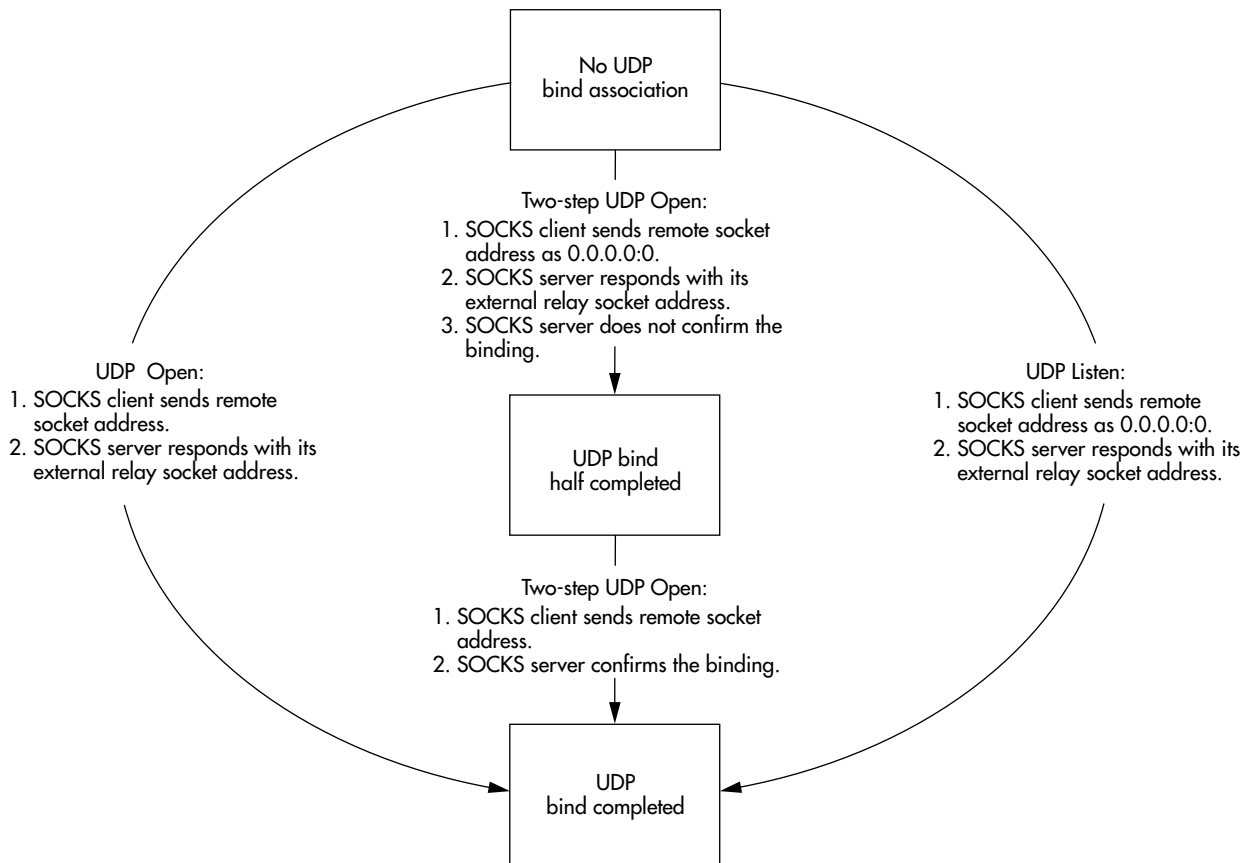 No UDP
bind association
Two-step UDP Open:
1. SOCKS client sends remote socket
address as 0.0.0.0:0.
2. SOCKS server responds with its
external relay socket address.
3. SOCKS server does not confirm the
binding.
UDP Open:
1. SOCKS client sends remote
socket address.
2. SOCKS server responds with its
external relay socket address.
UDP Listen:
1. SOCKS client sends remote
socket address as 0.0.0.0:0.
2. SOCKS server responds with its
external relay socket address.
UDP bind
half completed
Two-step UDP Open:
1. SOCKS client sends remote socket
address.
2. SOCKS server confirms the binding.
UDP
bind completed